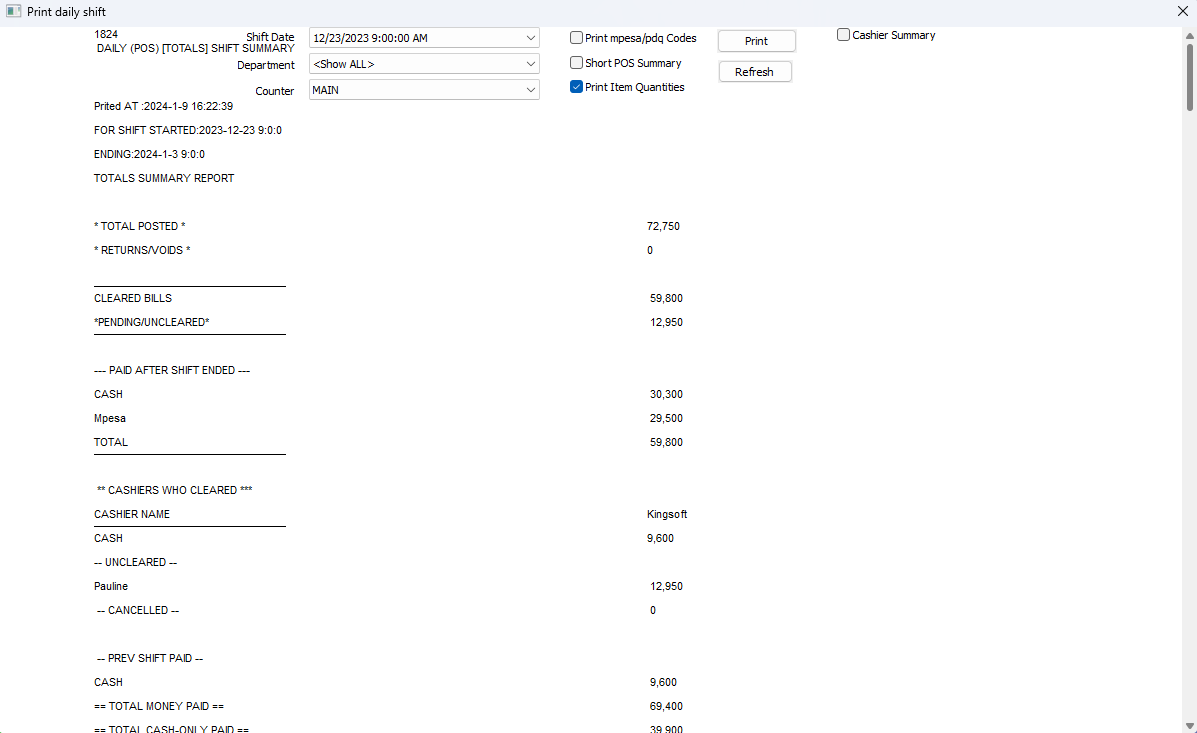 Print daily shift
1824
DAILY (POS) [TOTALS] SHIFT SUMMARY
Shift Date 12/23/2023 9:00:00 AM
Department <Show ALL>
Counter MAIN
Print mpesa/pdq Codes
Short POS Summary
Print Item Quantities
Print
Refresh
Cashier Summary
Prited AT :2024-1-9 16:22:39
FOR SHIFT STARTED:2023-12-23 9:0:0
ENDING:2024-1-3 9:0:0
TOTALS SUMMARY REPORT
* TOTAL POSTED * 72,750
* RETURNS/VOIDS * 0
CLEARED BILLS 59,800
*PENDING/UNCLEARED* 12,950
--- PAID AFTER SHIFT ENDED ---
CASH 30,300
Mpesa 29,500
TOTAL 59,800
** CASHIERS WHO CLEARED ***
CASHIER NAME Kingsoft
CASH 9,600
-- UNCLEARED --
Pauline 12,950
-- CANCELLED -- 0
-- PREV SHIFT PAID --
CASH 9,600
== TOTAL MONEY PAID == 69,400
== TOTAL CASH-ONLY PAID == 39,900